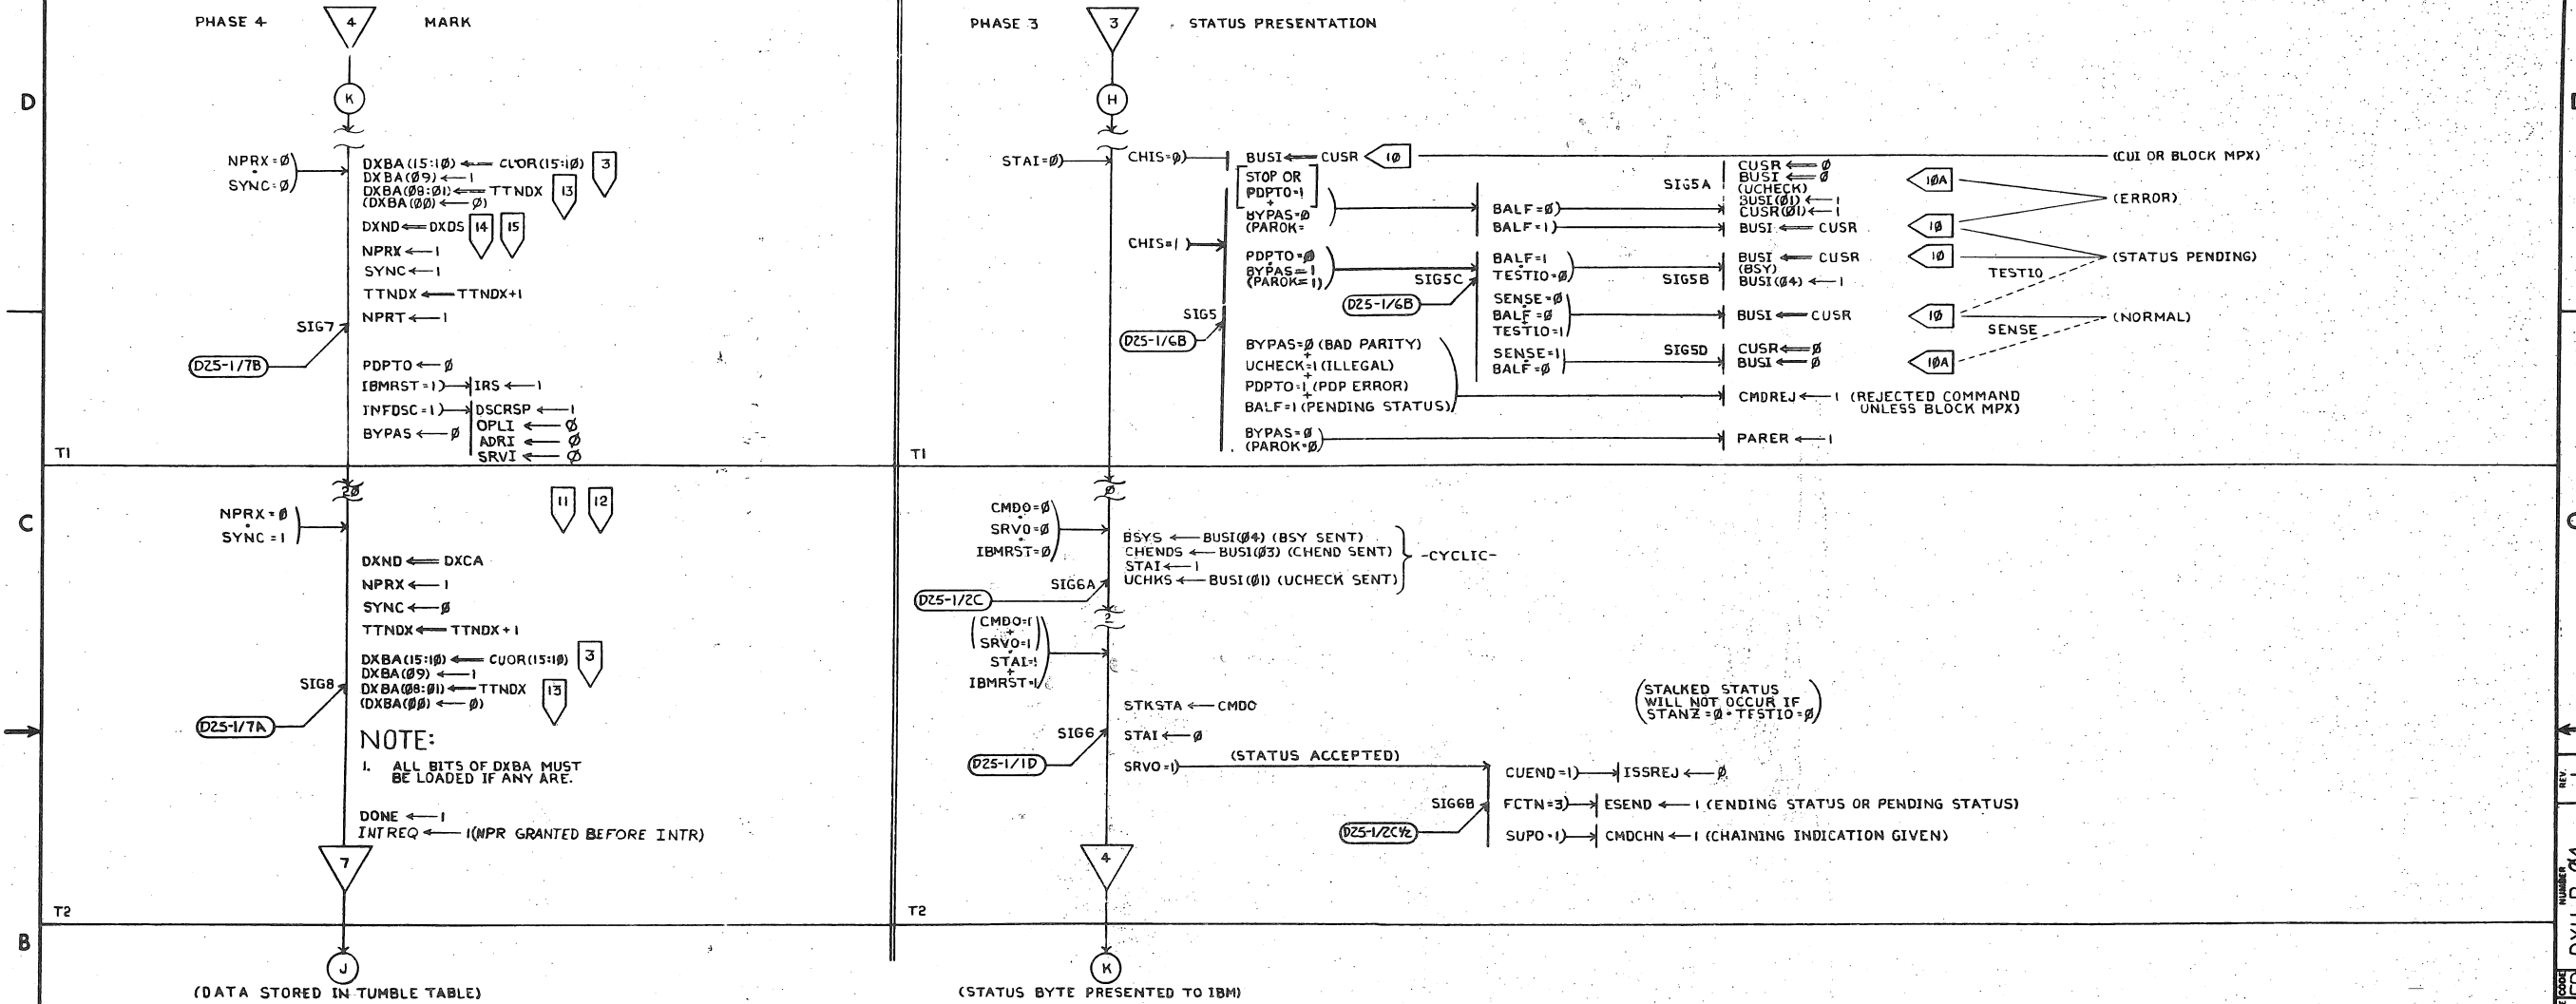 PHASE 4
4
MARK
K
D
NPRX=Ø
SYNC=Ø
DXBA(15:1Ø) ⟸ CUOR(15:1Ø)
3
DXBA(Ø9) ← 1
DXBA(Ø8:Ø1) ⟸ TTNDX
13
(DXBA(ØØ) ← Ø)
DXND ⟸ DXDS
14
15
NPRX ← 1
SYNC ← 1
TTNDX ⟸ TTNDX+1
NPRT ← 1
SIG7
D25-1/7B
PDPTO ← Ø
IBMRST=1)
IRS ← 1
INFDSC=1)
DSCRSP ← 1
OPLI ← Ø
ADRI ← Ø
SRVI ← Ø
BYPAS ← Ø
T1
2Ø
11
12
C
NPRX=Ø
SYNC=1
DXND ⟸ DXCA
NPRX ← 1
SYNC ← Ø
TTNDX ⟸ TTNDX+1
DXBA(15:1Ø) ⟸ CUOR(15:1Ø)
3
DXBA(Ø9) ← 1
DXBA(Ø8:Ø1) ⟸ TTNDX
13
(DXBA(ØØ) ← Ø)
SIG8
D25-1/7A
NOTE:
1. ALL BITS OF DXBA MUST
BE LOADED IF ANY ARE.
DONE ← 1
INTREQ ← 1(NPR GRANTED BEFORE INTR)
7
T2
B
J
(DATA STORED IN TUMBLE TABLE)
PHASE 3
3
STATUS PRESENTATION
H
STAI=Ø)
CHIS=Ø)
BUSI ⟸ CUSR
1Ø
(CUI OR BLOCK MPX)
CHIS=1)
STOP OR
PDPTO=1
+
BYPAS=Ø
(PAROK=
BALF=Ø)
SIG5A
CUSR ⟸ Ø
BUSI ⟸ Ø
(UCHECK)
BUSI(Ø1) ← 1
CUSR(Ø1) ← 1
1ØA
(ERROR)
BALF=1)
BUSI ⟸ CUSR
1Ø
PDPTO=Ø
BYPAS=1
(PAROK=1)
SIG5C
D25-1/6B
BALF=1
TESTIO=Ø)
SIG5B
BUSI ⟸ CUSR
(BSY)
BUSI(Ø4) ← 1
1Ø
(STATUS PENDING)
TESTIO
SENSE=Ø
BALF=Ø
+
TESTIO=1)
BUSI ⟸ CUSR
1Ø
(NORMAL)
SENSE
SENSE=1
BALF=Ø
SIG5D
CUSR ⟸ Ø
BUSI ⟸ Ø
1ØA
SIG5
D25-1/6B
BYPAS=Ø (BAD PARITY)
+
UCHECK=1 (ILLEGAL)
+
PDPTO=1 (PDP ERROR)
+
BALF=1 (PENDING STATUS)
CMDREJ ← 1 (REJECTED COMMAND
UNLESS BLOCK MPX)
BYPAS=Ø
(PAROK=Ø)
PARER ← 1
T1
Ø
CMDO=Ø
SRVO=Ø
IBMRST=Ø
BSYS ← BUSI(Ø4) (BSY SENT)
CHENDS ← BUSI(Ø3) (CHEND SENT)
STAI ← 1
UCHKS ← BUSI(Ø1) (UCHECK SENT)
-CYCLIC-
SIG6A
D25-1/2C
2
CMDO=1
+
SRVO=1
STAI=1
+
IBMRST=1
STKSTA ← CMDO
(STALKED STATUS
WILL NOT OCCUR IF
STANZ=Ø·TESTIO=Ø)
SIG6
STAI ← Ø
D25-1/1D
SRVO=1)
(STATUS ACCEPTED)
CUEND=1)
ISSREJ ← Ø
SIG6B
FCTN=3)
ESEND ← 1 (ENDING STATUS OR PENDING STATUS)
D25-1/2C½
SUPO=1)
CMDCHN ← 1 (CHAINING INDICATION GIVEN)
4
T2
K
(STATUS BYTE PRESENTED TO IBM)
REV.
NUMBER
CODE